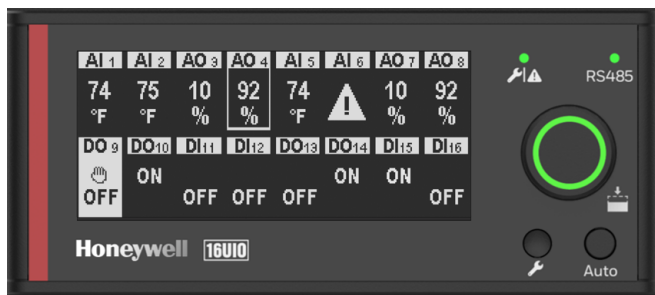 AI 1 AI 2 AO 3 AO 4 AI 5 AI 6 AO 7 AO 8
74 75 10 92 74 10 92
°F °F % % °F % %
DO 9 DO10 DI11 DI12 DO13 DO14 DI15 DI16
ON ON ON
OFF OFF OFF OFF OFF
RS485
Honeywell 16UIO
Auto